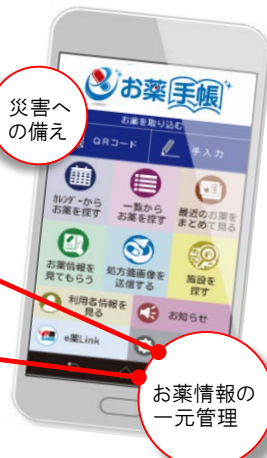 お薬手帳
災害へ
の備え
お薬を取り込む
QRコード
手入力
カレンダーから
お薬を探す
一覧から
お薬を探す
最近のお薬を
まとめて見る
お薬情報を
見てもらう
処方箋画像を
送信する
施設を
探す
利用者情報を
見る
お知らせ
e薬Link
お薬情報の
一元管理